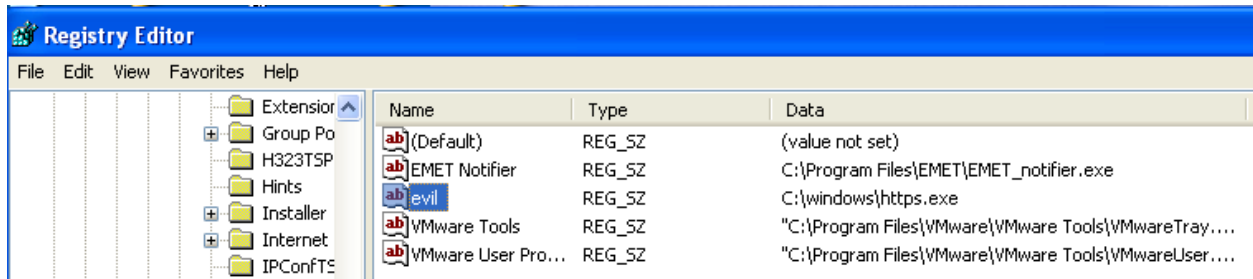 Registry Editor
File Edit View Favorites Help
Extension
Group Po
H323TSP
Hints
Installer
Internet
IPConfTS
Name Type Data
(Default) REG_SZ (value not set)
EMET Notifier REG_SZ C:\Program Files\EMET\EMET_notifier.exe
evil REG_SZ C:\windows\https.exe
VMware Tools REG_SZ "C:\Program Files\VMware\VMware Tools\VMwareTray....
VMware User Pro... REG_SZ "C:\Program Files\VMware\VMware Tools\VMwareUser....